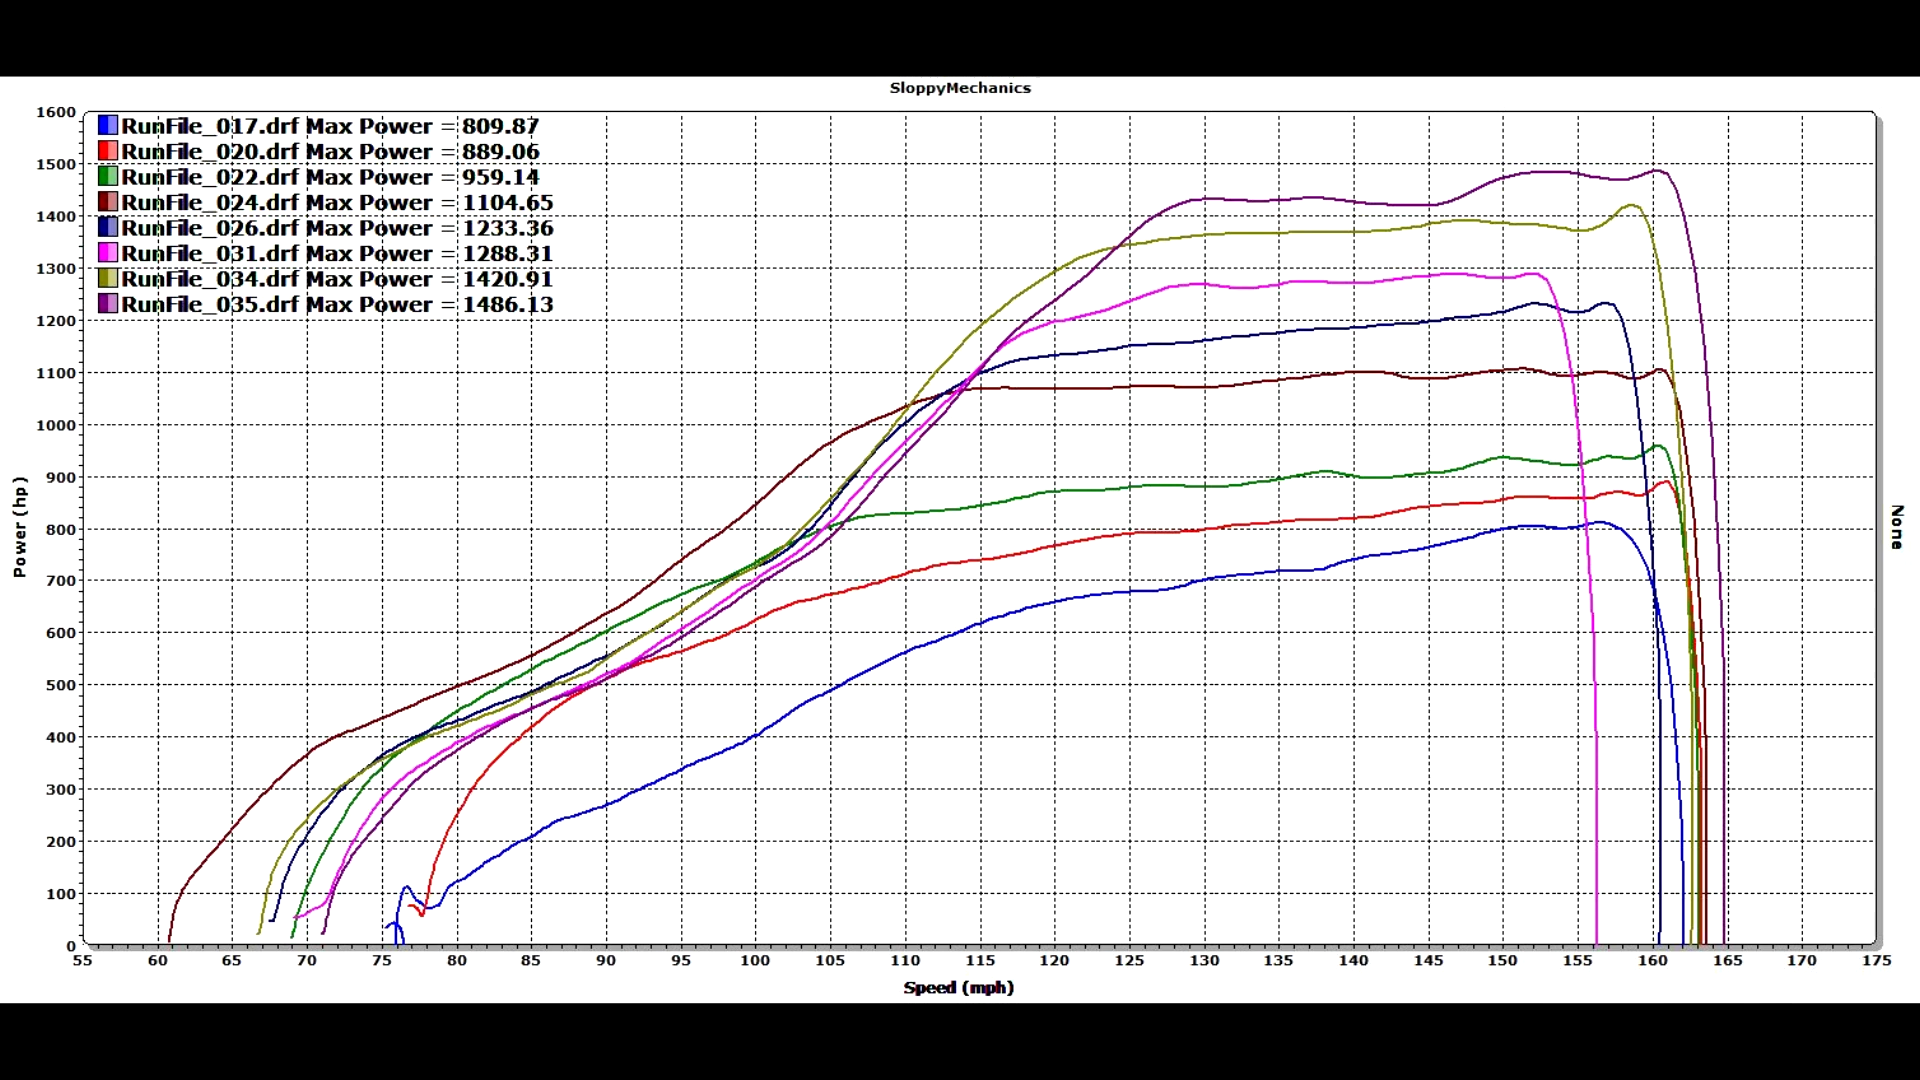 SloppyMechanics
RunFile_017.drf Max Power = 809.87
RunFile_020.drf Max Power = 889.06
RunFile_022.drf Max Power = 959.14
RunFile_024.drf Max Power = 1104.65
RunFile_026.drf Max Power = 1233.36
RunFile_031.drf Max Power = 1288.31
RunFile_034.drf Max Power = 1420.91
RunFile_035.drf Max Power = 1486.13
1600
1500
1400
1300
1200
1100
1000
900
800
700
600
500
400
300
200
100
0
Power (hp)
None
55 60 65 70 75 80 85 90 95 100 105 110 115 120 125 130 135 140 145 150 155 160 165 170 175
Speed (mph)